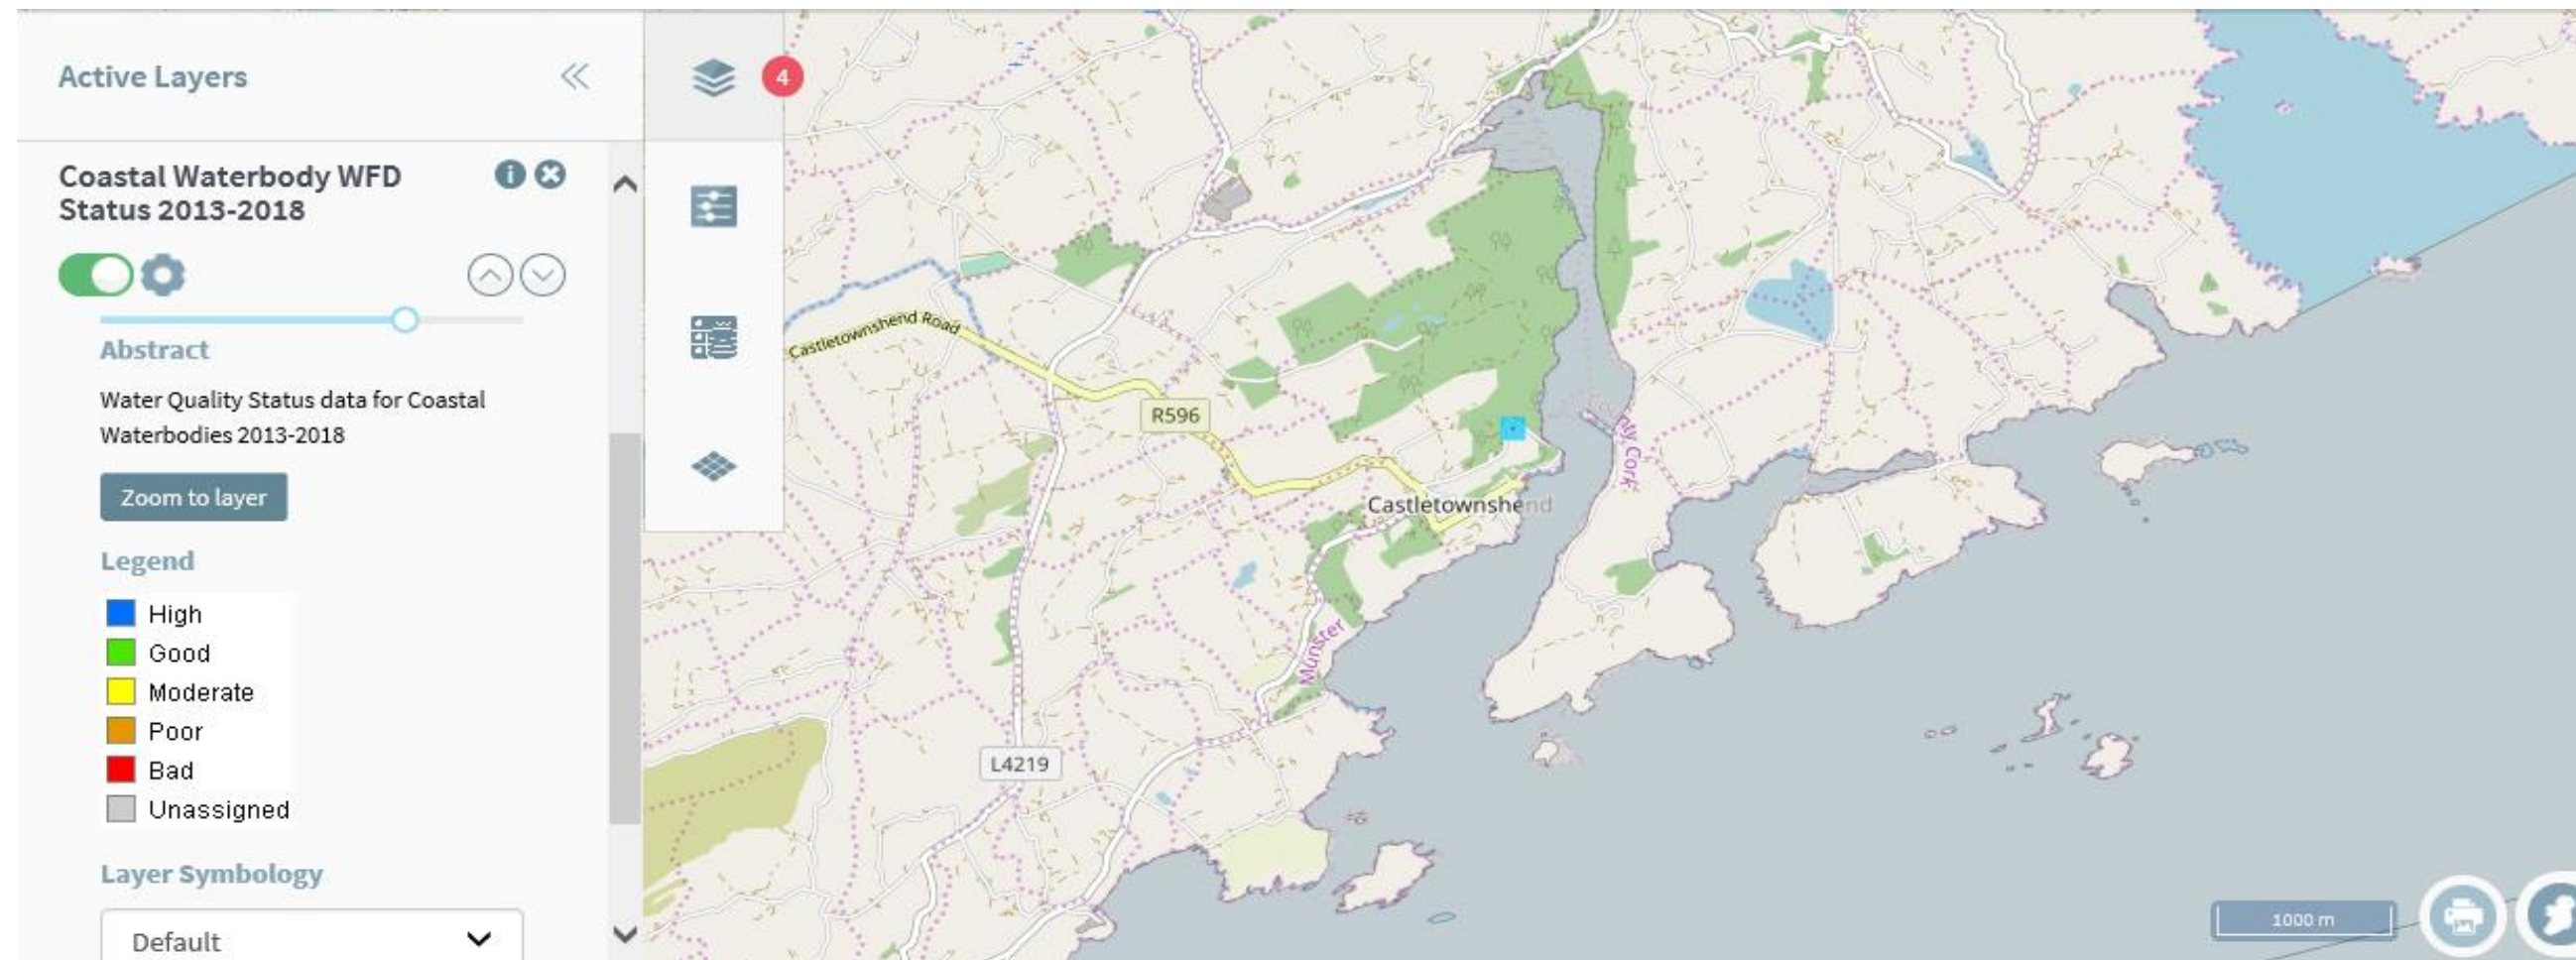 Active Layers
4
Coastal Waterbody WFD
Status 2013-2018
Abstract
Water Quality Status data for Coastal
Waterbodies 2013-2018
Zoom to layer
Legend
High
Good
Moderate
Poor
Bad
Unassigned
Layer Symbology
Default
Castletownshend Road
R596
Castletownshend
Cork
Munster
L4219
1000 m